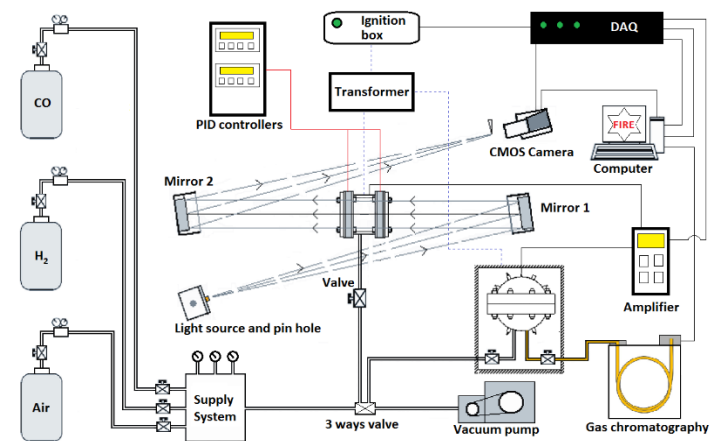 Ignition
box
DAQ
CO
PID controllers
Transformer
FIRE
CMOS Camera
Computer
Mirror 2
Mirror 1
H₂
Valve
Light source and pin hole
Amplifier
Air
Supply
System
3 ways valve
Vacuum pump
Gas chromatography